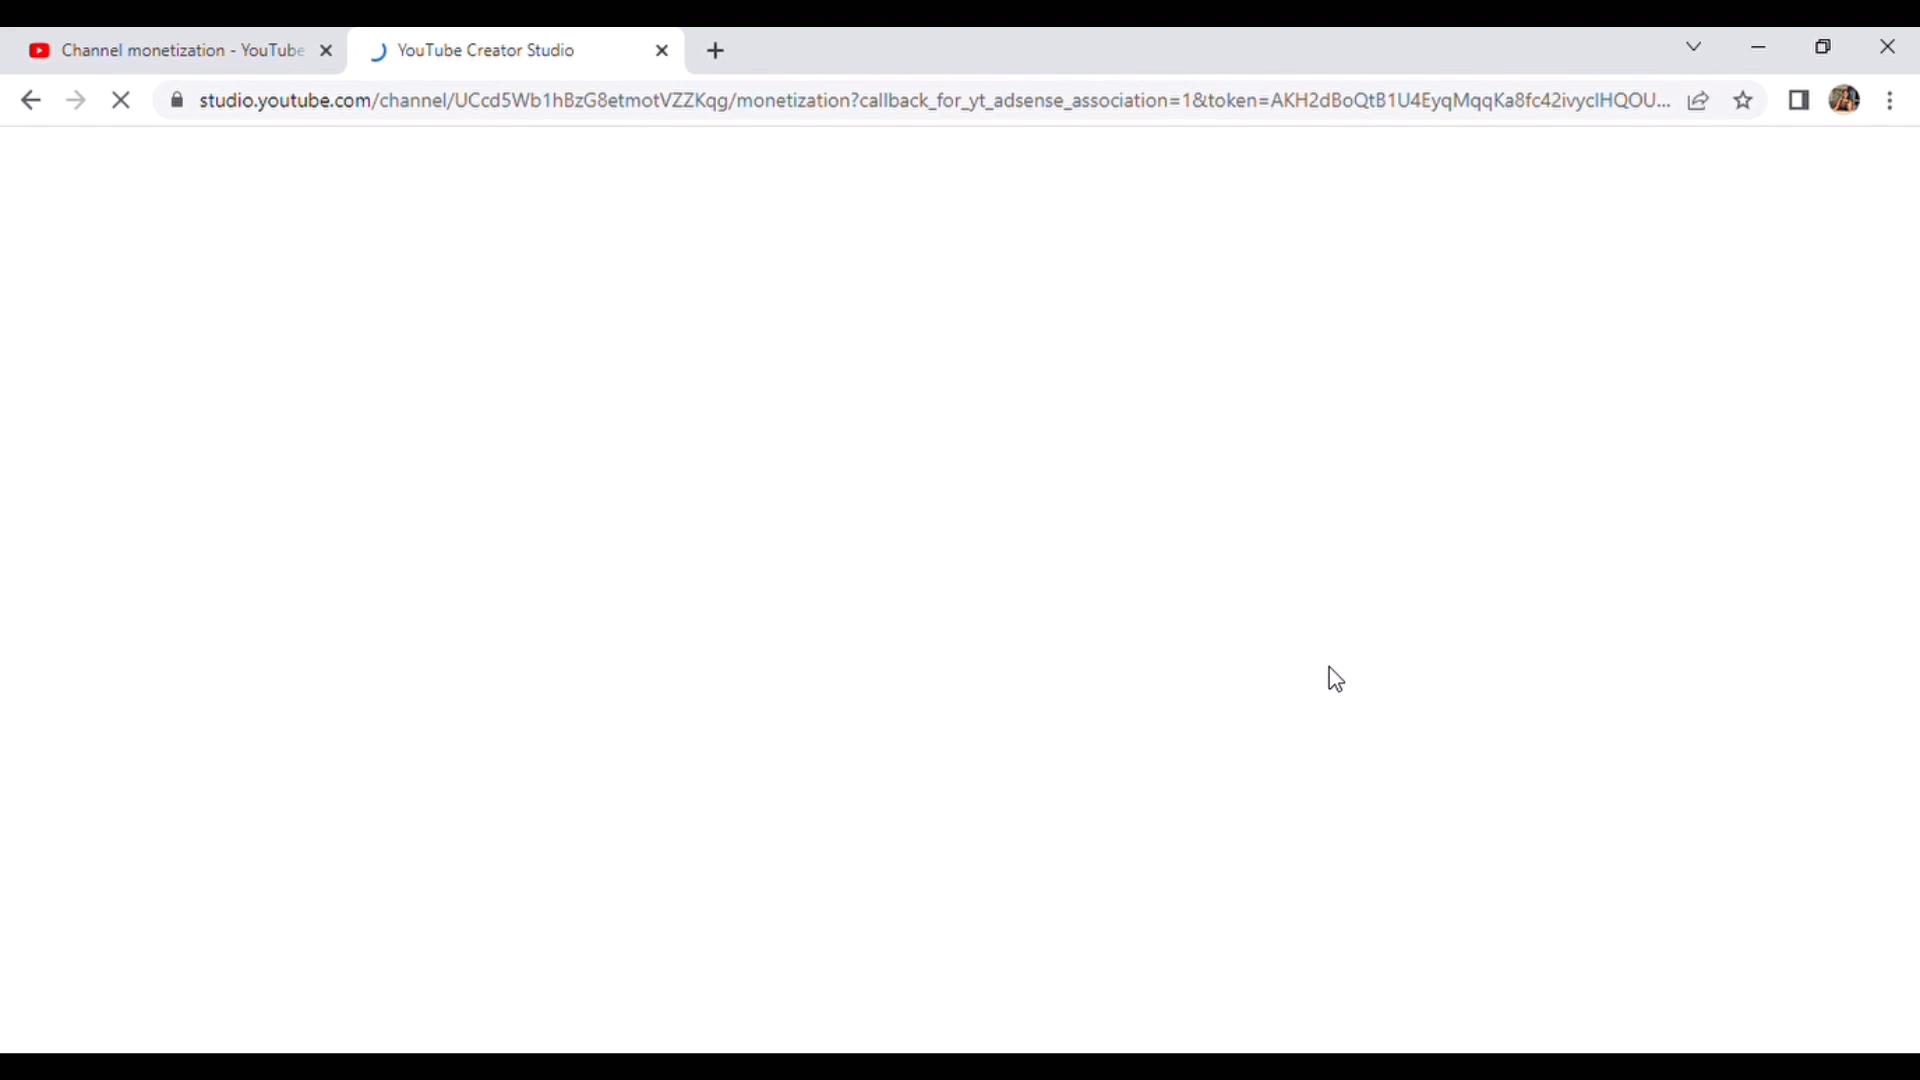 Channel monetization - YouTube
YouTube Creator Studio
studio.youtube.com/channel/UCcd5Wb1hBzG8etmotVZZKqg/monetization?callback_for_yt_adsense_association=1&token=AKH2dBoQtB1U4EyqMqqKa8fc42ivyclHQOU...